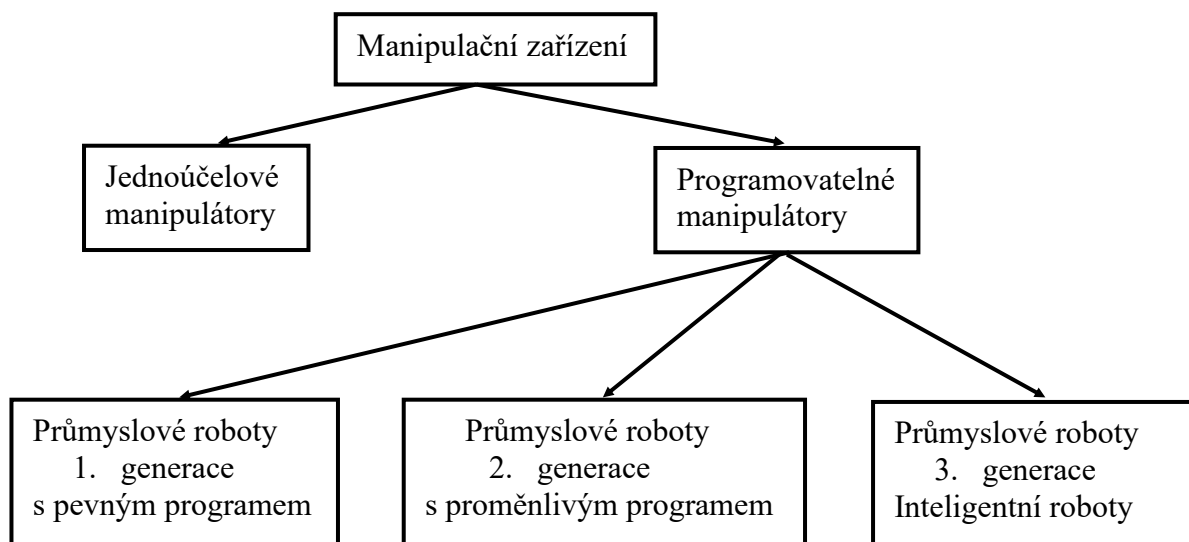 Manipulační zařízení
Jednoúčelové
manipulátory
Programovatelné
manipulátory
Průmyslové roboty
1. generace
s pevným programem
Průmyslové roboty
2. generace
s proměnlivým programem
Průmyslové roboty
3. generace
Inteligentní roboty